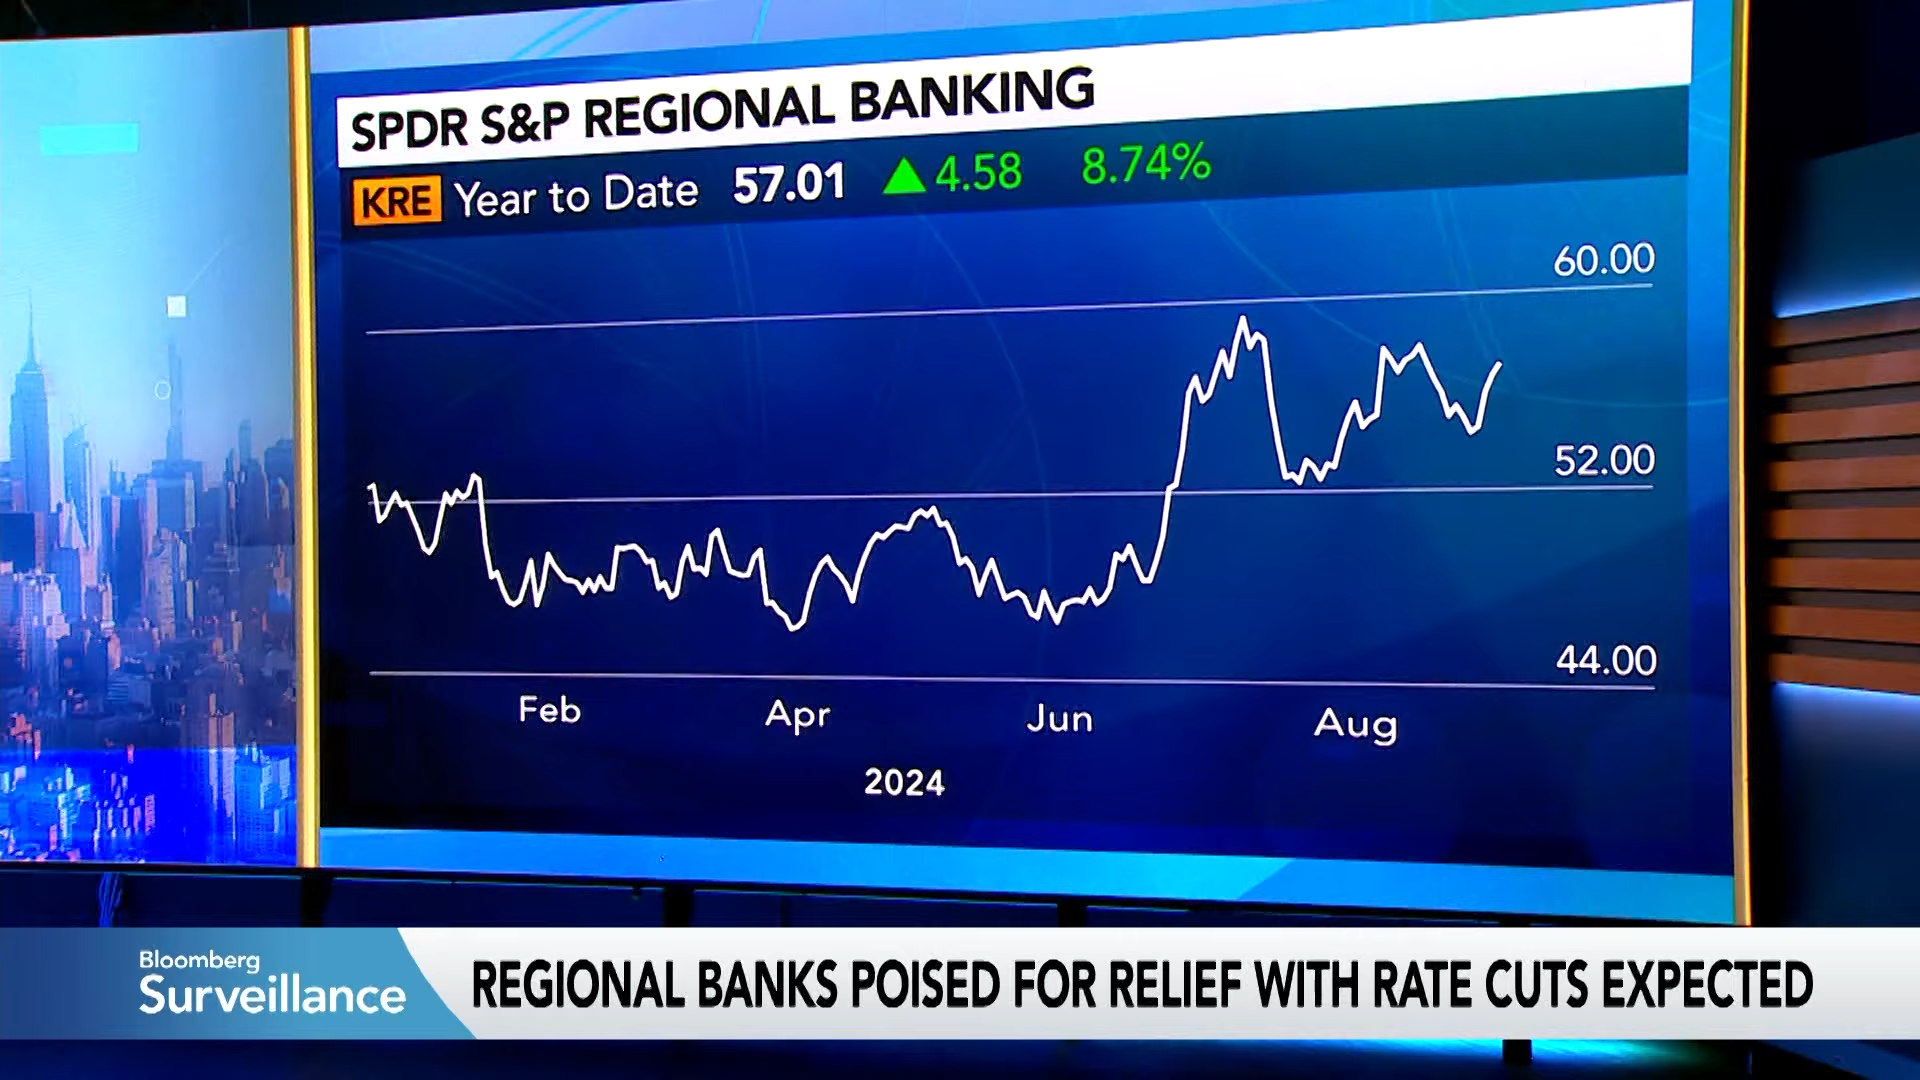 SPDR S&P REGIONAL BANKING
KRE Year to Date 57.01 ▲4.58 8.74%
60.00
52.00
44.00
Feb Apr Jun Aug
2024
Bloomberg
Surveillance
REGIONAL BANKS POISED FOR RELIEF WITH RATE CUTS EXPECTED